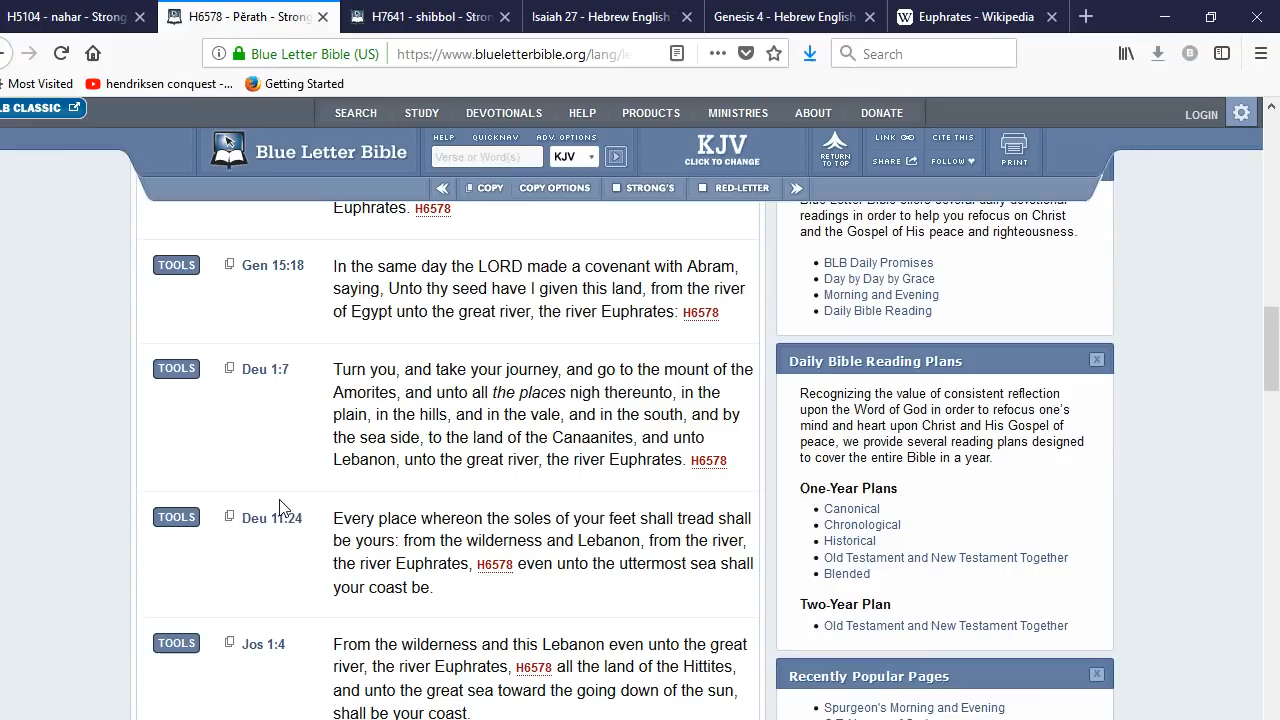 H5104 - nahar - Strong
H6578 - Pĕrath - Strong
H7641 - shibbol - Strong
Isaiah 27 - Hebrew English
Genesis 4 - Hebrew English
Euphrates - Wikipedia
Blue Letter Bible (US)
https://www.blueletterbible.org/lang/le
Search
Most Visited
hendriksen conquest -...
Getting Started
LB CLASSIC
SEARCH STUDY DEVOTIONALS HELP PRODUCTS MINISTRIES ABOUT DONATE
LOGIN
Blue Letter Bible
HELP QUICKNAV ADV. OPTIONS
Verse or Word(s)
KJV
KJV
CLICK TO CHANGE
RETURN
TO TOP
LINK
CITE THIS
SHARE
FOLLOW
PRINT
COPY COPY OPTIONS STRONG'S RED-LETTER
Euphrates. H6578
TOOLS
Gen 15:18
In the same day the LORD made a covenant with Abram,
saying, Unto thy seed have I given this land, from the river
of Egypt unto the great river, the river Euphrates: H6578
TOOLS
Deu 1:7
Turn you, and take your journey, and go to the mount of the
Amorites, and unto all the places nigh thereunto, in the
plain, in the hills, and in the vale, and in the south, and by
the sea side, to the land of the Canaanites, and unto
Lebanon, unto the great river, the river Euphrates. H6578
TOOLS
Deu 11:24
Every place whereon the soles of your feet shall tread shall
be yours: from the wilderness and Lebanon, from the river,
the river Euphrates, H6578 even unto the uttermost sea shall
your coast be.
TOOLS
Jos 1:4
From the wilderness and this Lebanon even unto the great
river, the river Euphrates, H6578 all the land of the Hittites,
and unto the great sea toward the going down of the sun,
shall be your coast.
Blue Letter Bible offers several daily devotional
readings in order to help you refocus on Christ
and the Gospel of His peace and righteousness.
BLB Daily Promises
Day by Day by Grace
Morning and Evening
Daily Bible Reading
Daily Bible Reading Plans
Recognizing the value of consistent reflection
upon the Word of God in order to refocus one's
mind and heart upon Christ and His Gospel of
peace, we provide several reading plans designed
to cover the entire Bible in a year.
One-Year Plans
Canonical
Chronological
Historical
Old Testament and New Testament Together
Blended
Two-Year Plan
Old Testament and New Testament Together
Recently Popular Pages
Spurgeon's Morning and Evening